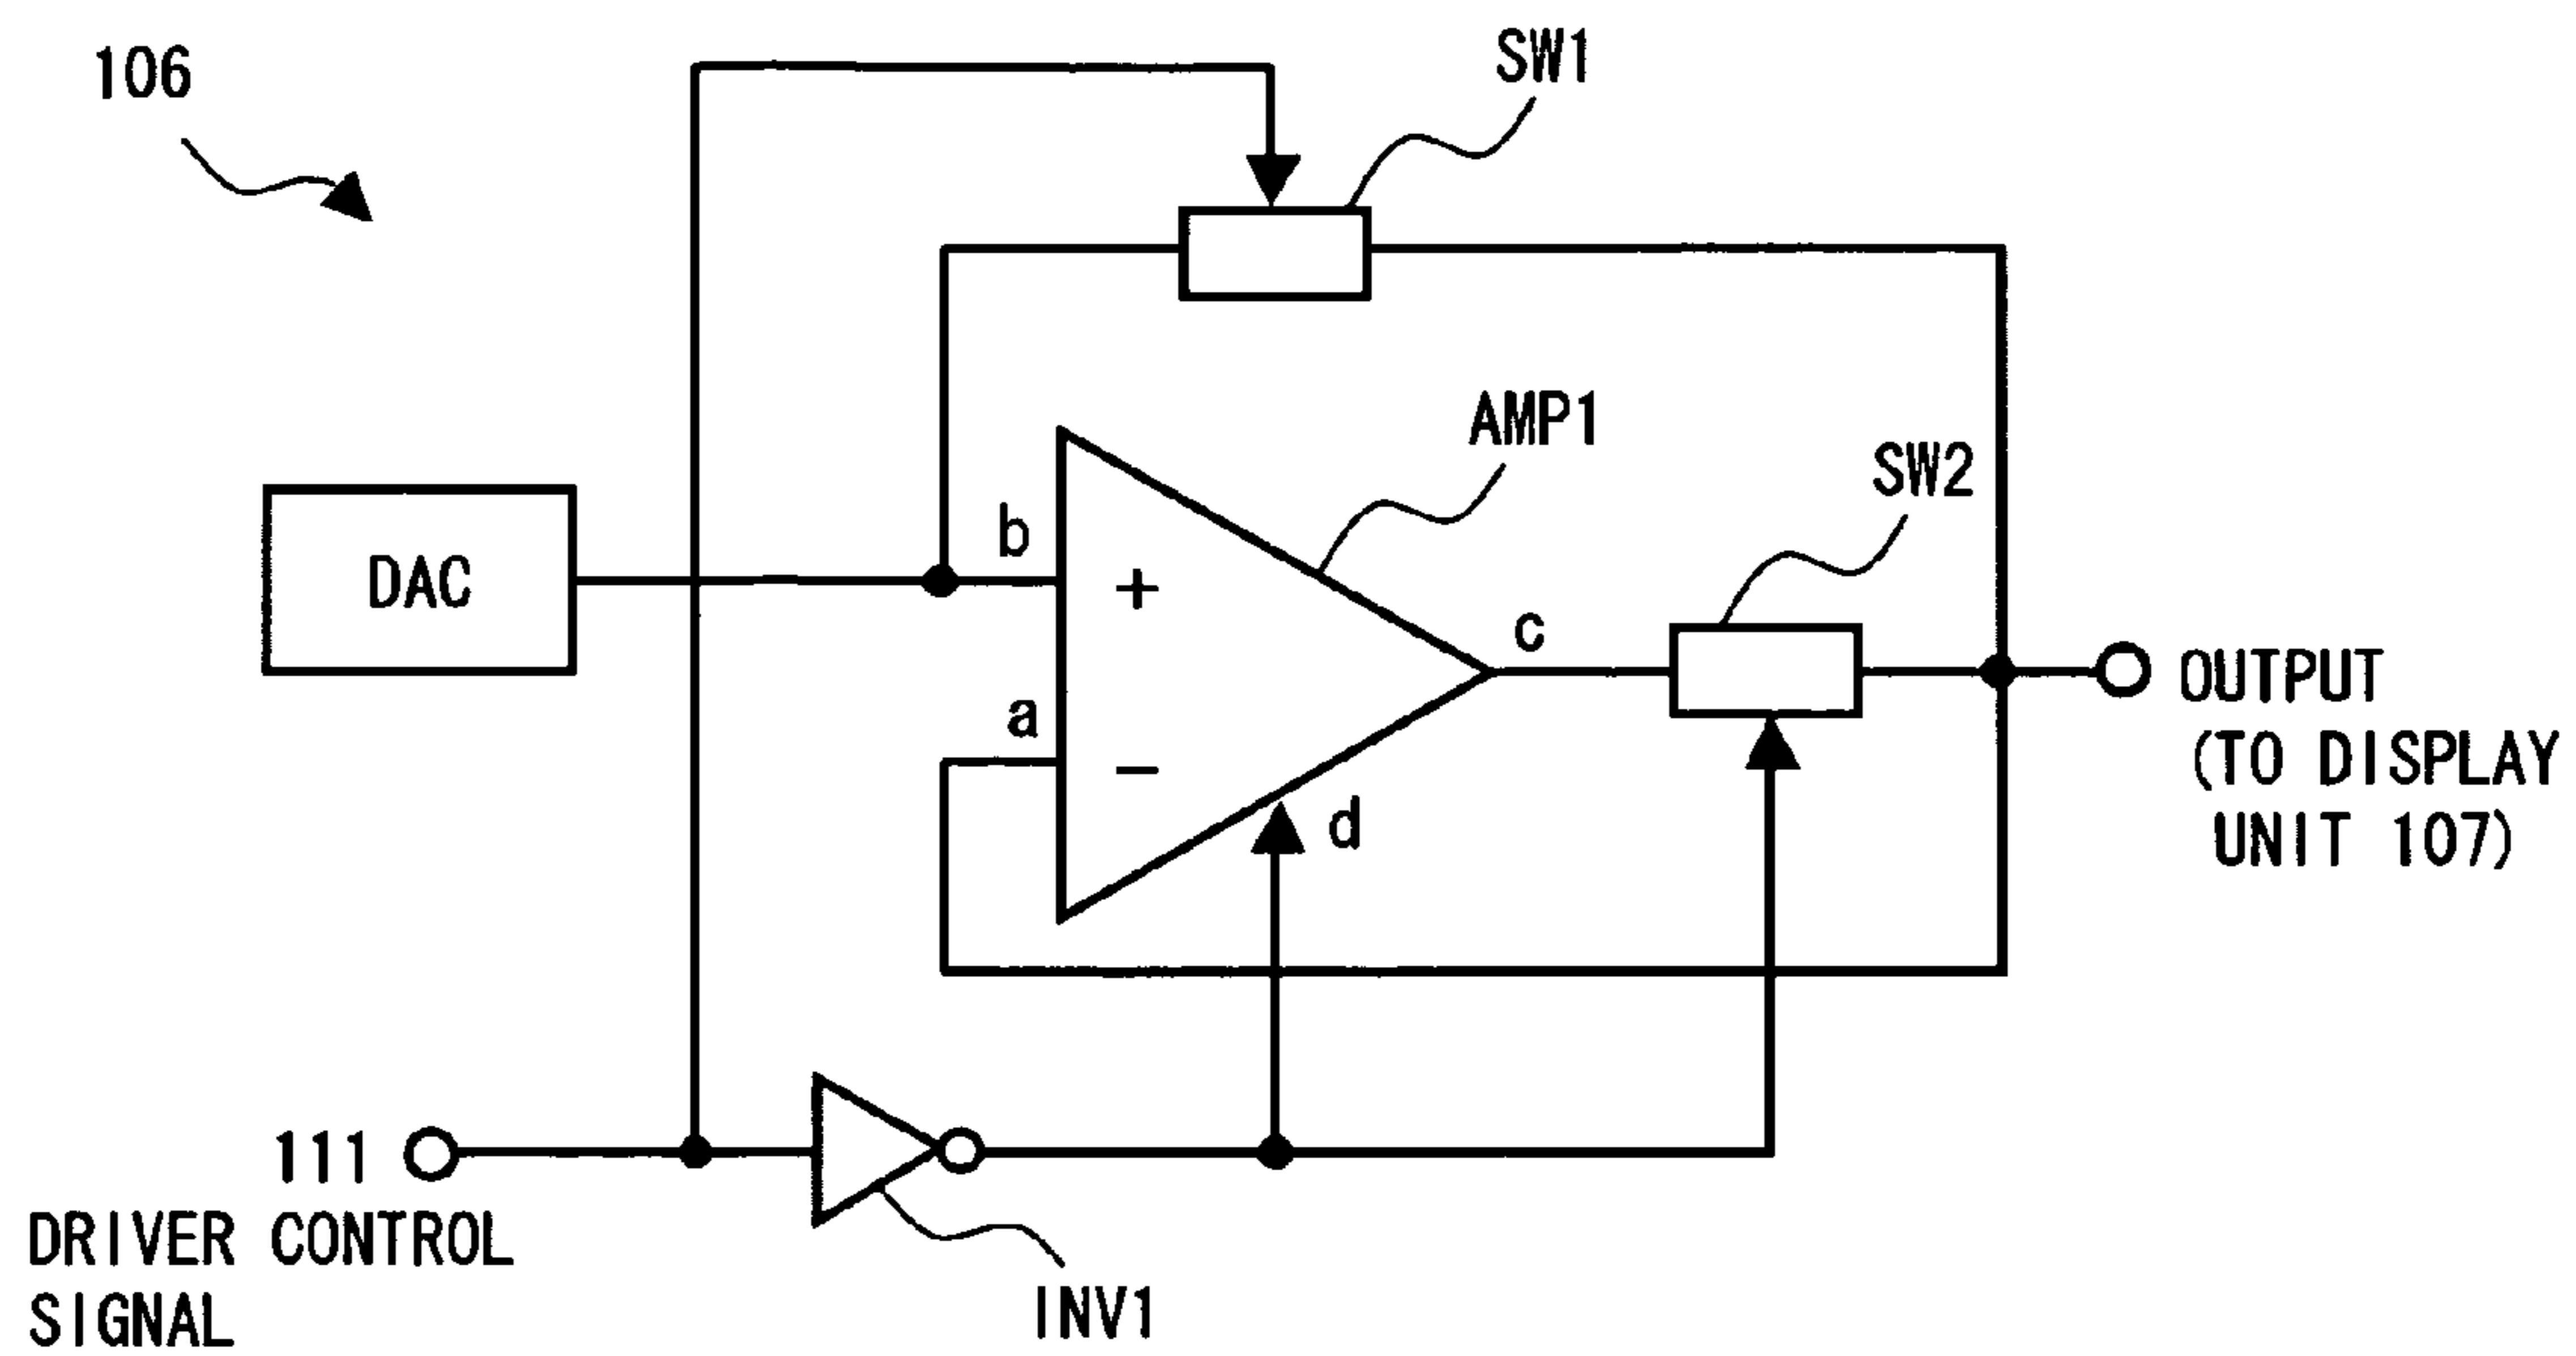 106
SW1
AMP1
SW2
b
+
DAC
c
a
-
d
OUTPUT
(TO DISPLAY
UNIT 107)
111
DRIVER CONTROL
SIGNAL
INV1